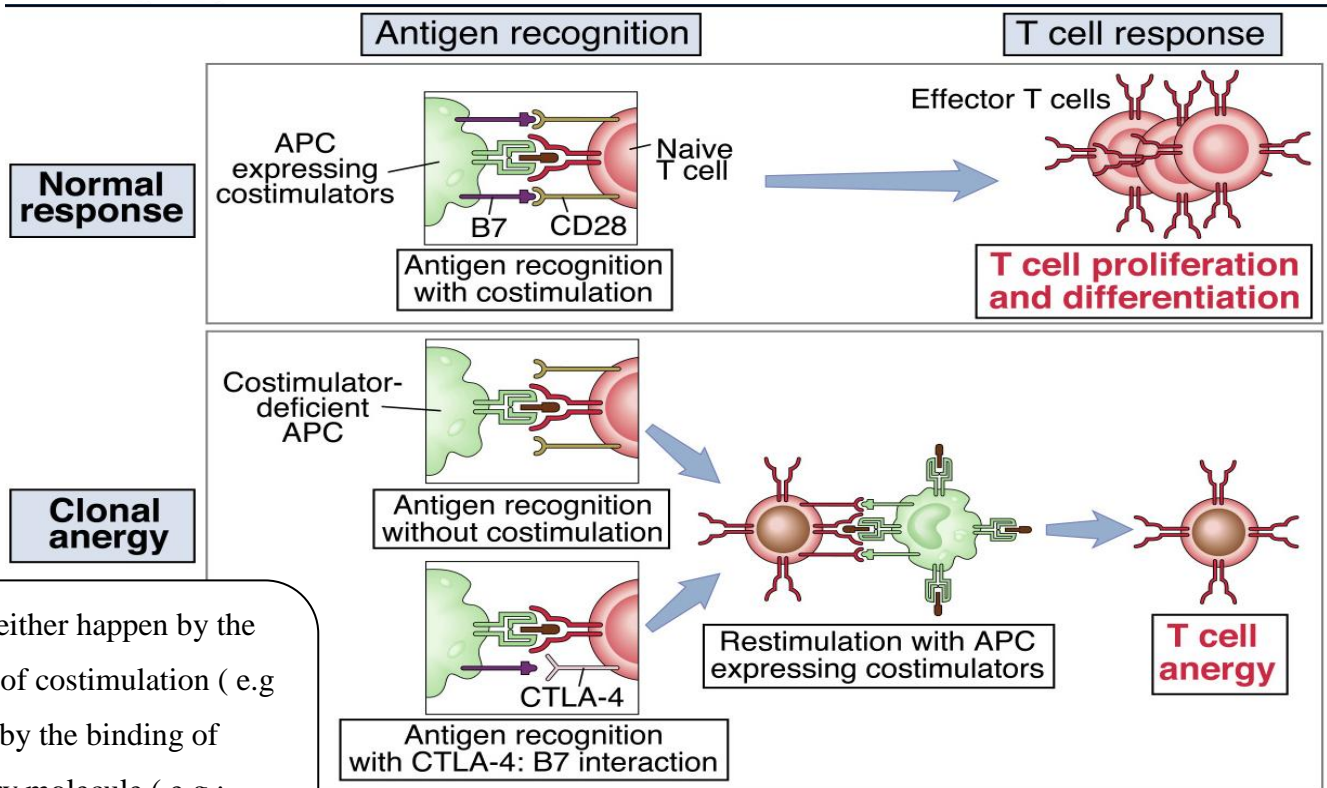 Antigen recognition
T cell response
Normal
response
APC
expressing
costimulators
B7
CD28
Naive
T cell
Antigen recognition
with costimulation
Effector T cells
T cell proliferation
and differentiation
Clonal
anergy
Costimulator-
deficient
APC
Antigen recognition
without costimulation
CTLA-4
Antigen recognition
with CTLA-4: B7 interaction
Restimulation with APC
expressing costimulators
T cell
anergy
either happen by the
of costimulation ( e.g
by the binding of
molecule ( e.g ;